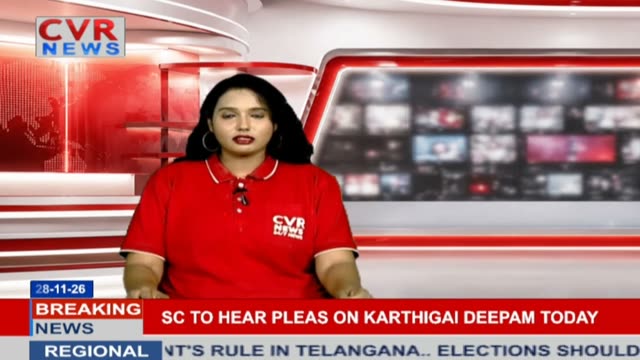 CVR
NEWS
CVR
NEWS
28-11-26
BREAKING
NEWS
SC TO HEAR PLEAS ON KARTHIGAI DEEPAM TODAY
REGIONAL
NT'S RULE IN TELANGANA.. ELECTIONS SHOULD